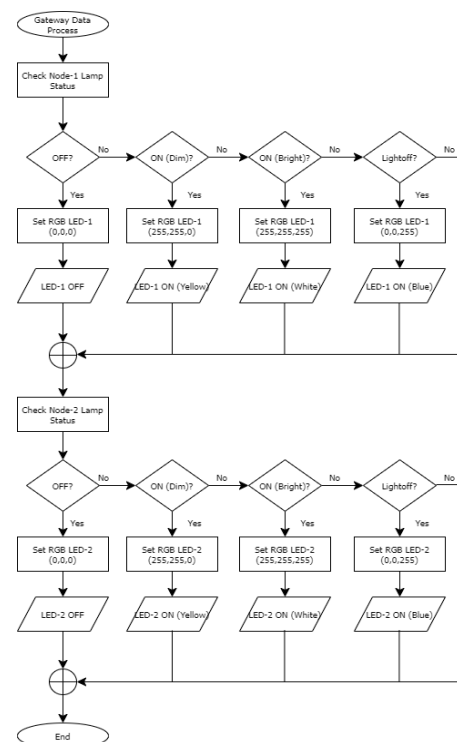 Gateway Data
Process
Check Node-1 Lamp
Status
OFF?
No
ON (Dim)?
No
ON (Bright)?
No
Lightoff?
No
Yes
Yes
Yes
Yes
Set RGB LED-1
(0,0,0)
Set RGB LED-1
(255,255,0)
Set RGB LED-1
(255,255,255)
Set RGB LED-1
(0,0,255)
LED-1 OFF
LED-1 ON (Yellow)
LED-1 ON (White)
LED-1 ON (Blue)
Check Node-2 Lamp
Status
OFF?
No
ON (Dim)?
No
ON (Bright)?
No
Lightoff?
No
Yes
Yes
Yes
Yes
Set RGB LED-2
(0,0,0)
Set RGB LED-2
(255,255,0)
Set RGB LED-2
(255,255,255)
Set RGB LED-2
(0,0,255)
LED-2 OFF
LED-2 ON (Yellow)
LED-2 ON (White)
LED-2 ON (Blue)
End